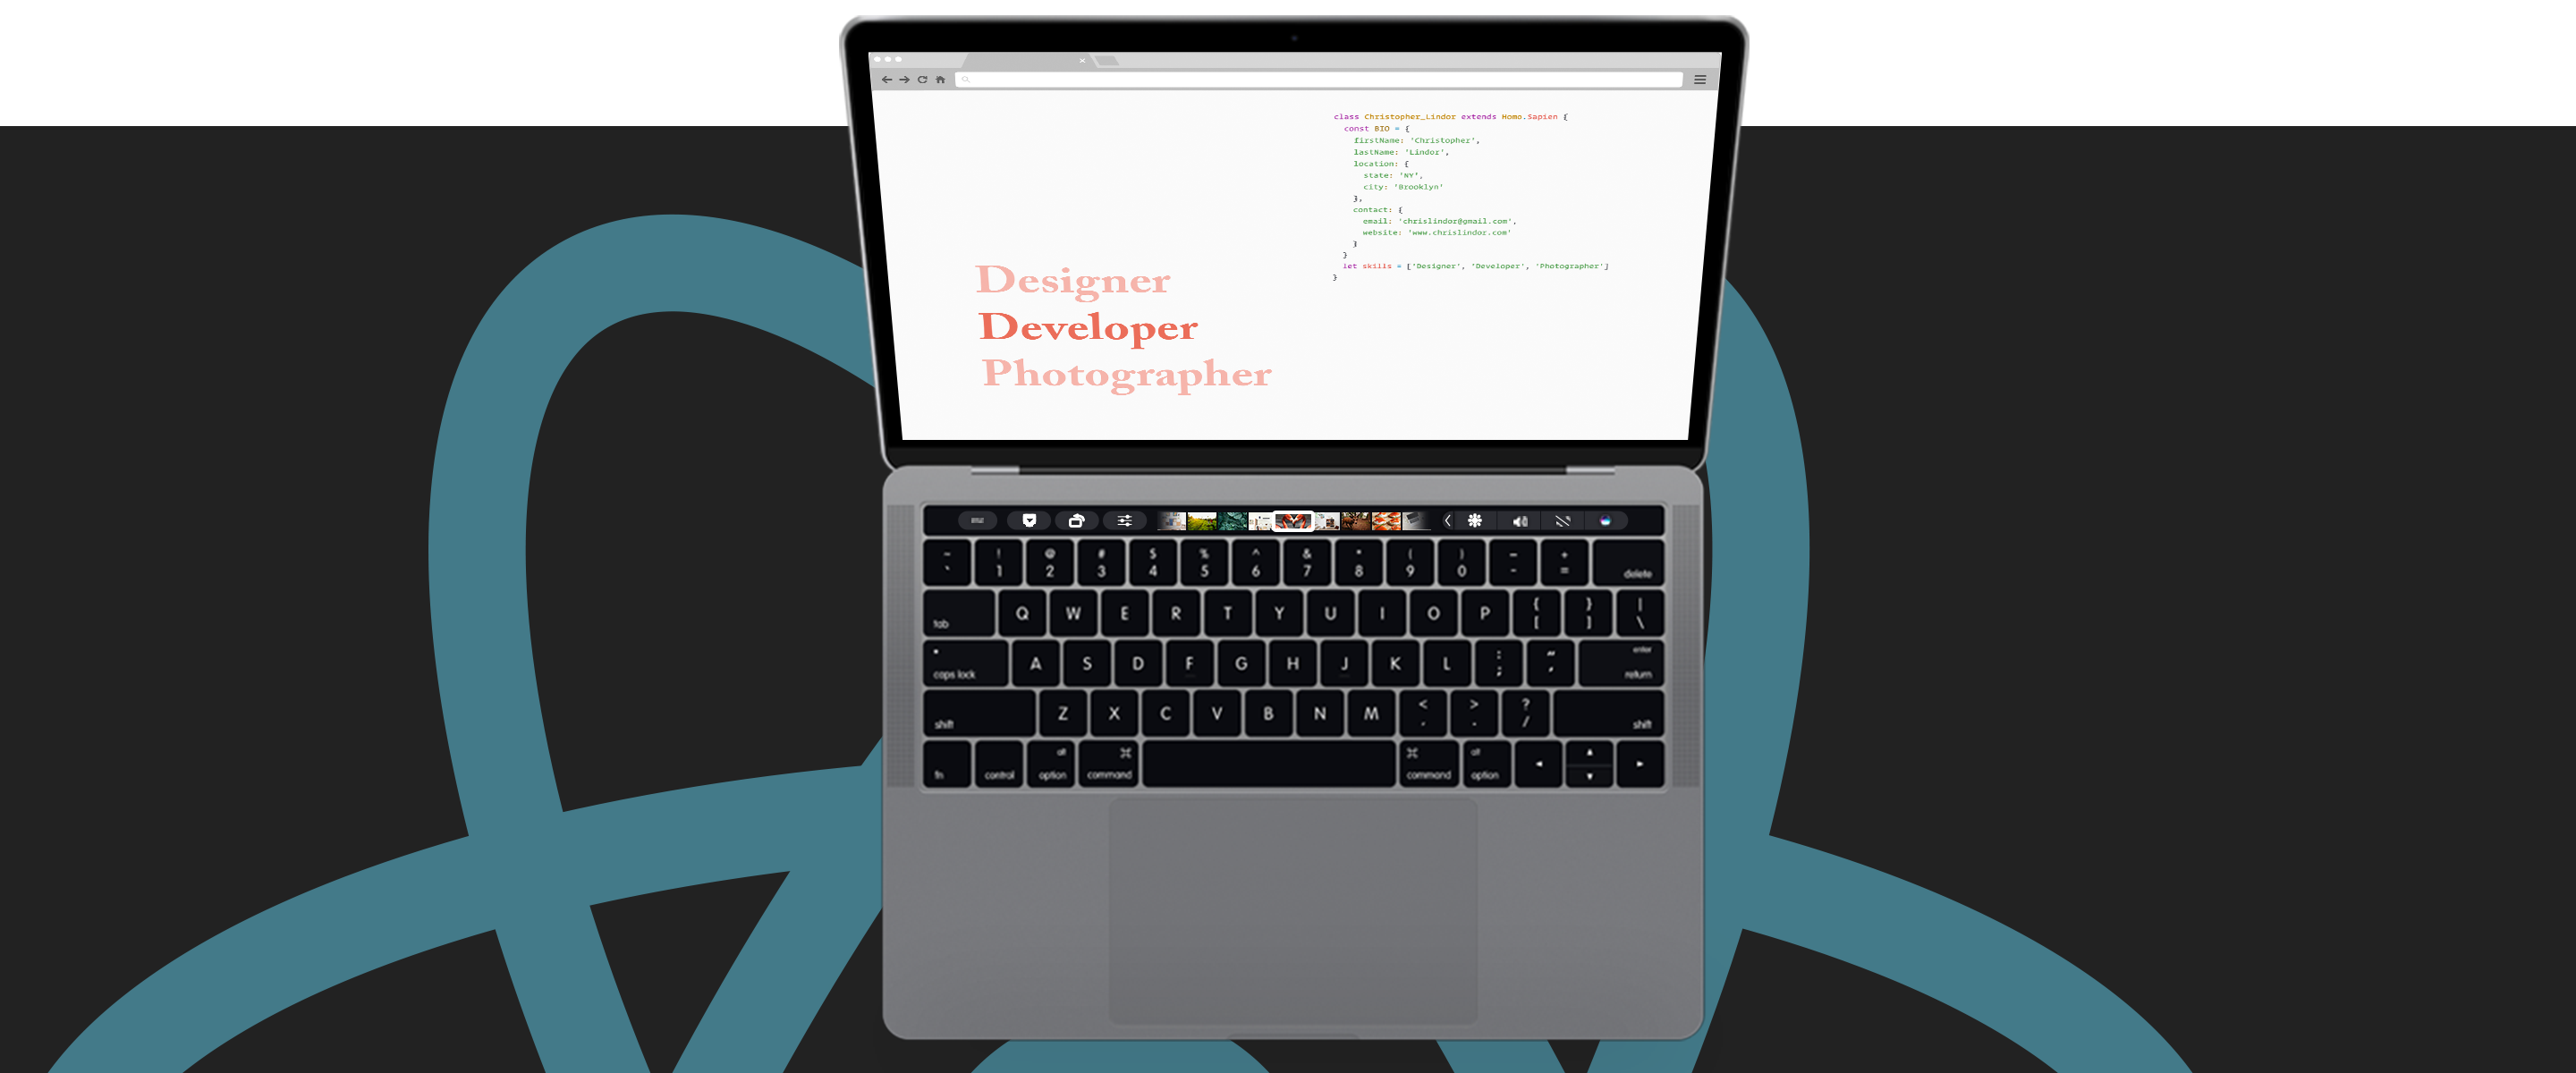 class Christopher_Lindor extends Homo.Sapien {
const BIO = {
firstName: 'Christopher',
lastName: 'Lindor',
location: {
state: 'NY',
city: 'Brooklyn'
},
contact: {
email: 'chrislindor@gmail.com',
website: 'www.chrislindor.com'
}
}
let skills = ['Designer', 'Developer', 'Photographer']
}
Designer
Developer
Photographer
~ ! @ # $ % ^ & * ( ) — +
` 1 2 3 4 5 6 7 8 9 0 - = delete
tab Q W E R T Y U I O P { [ } ] | \
caps lock A S D F G H J K L : ; " ' enter return
shift Z X C V B N M < , > . ? / shift
fn control alt option ⌘ command ⌘ command alt option ◀ ▲ ▼ ▶